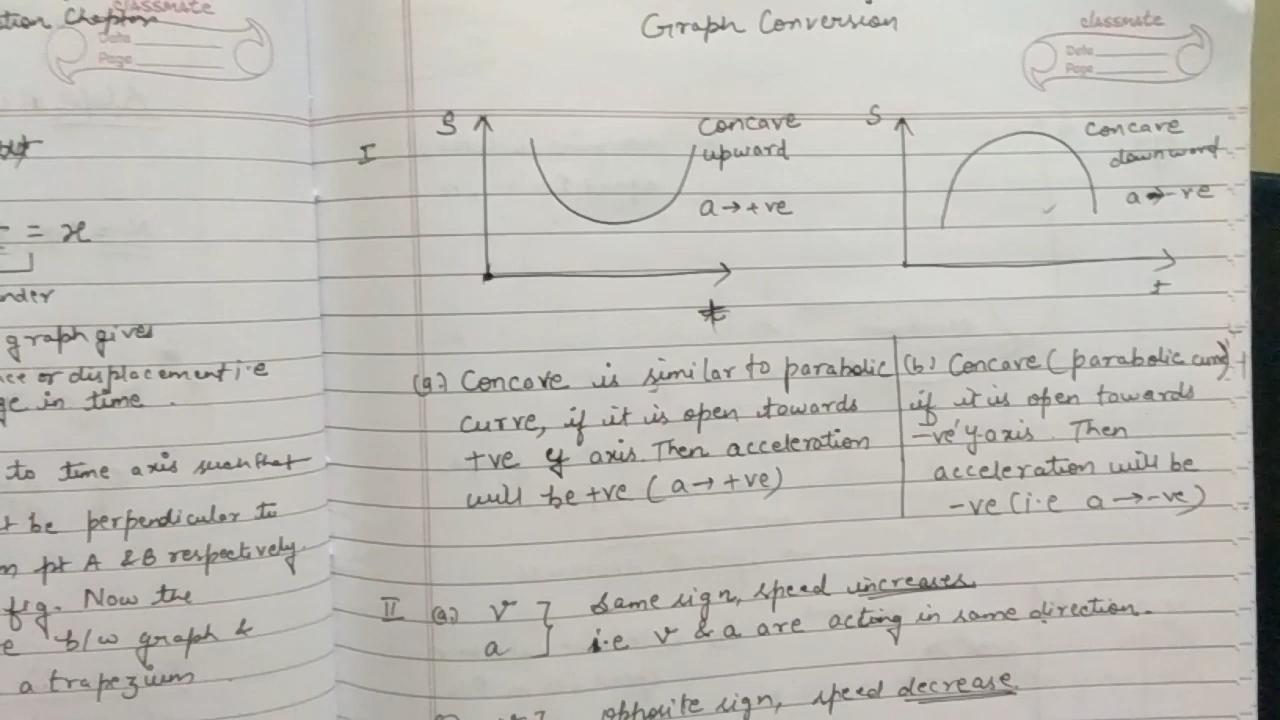 classmate
Date
Page
= x
graph gives
or displacement i.e
in time.
to time axis such that
be perpendicular to
pt A & B respectively.
fig. Now the
b/w graph &
a trapezium
Graph Conversion
classmate
Date
Page
I
S
Concave
upward
a → +ve
t
S
Concave
downward
a → -ve
t
(a) Concave is similar to parabolic
curve, if it is open towards
+ve y axis Then acceleration
will be +ve (a → +ve)
(b) Concave (parabolic curve)
if it is open towards
-ve y axis. Then
acceleration will be
-ve (i.e a → -ve)
II (a) v } same sign, speed increases
a } i.e v & a are acting in same direction.
opposite sign, speed decrease